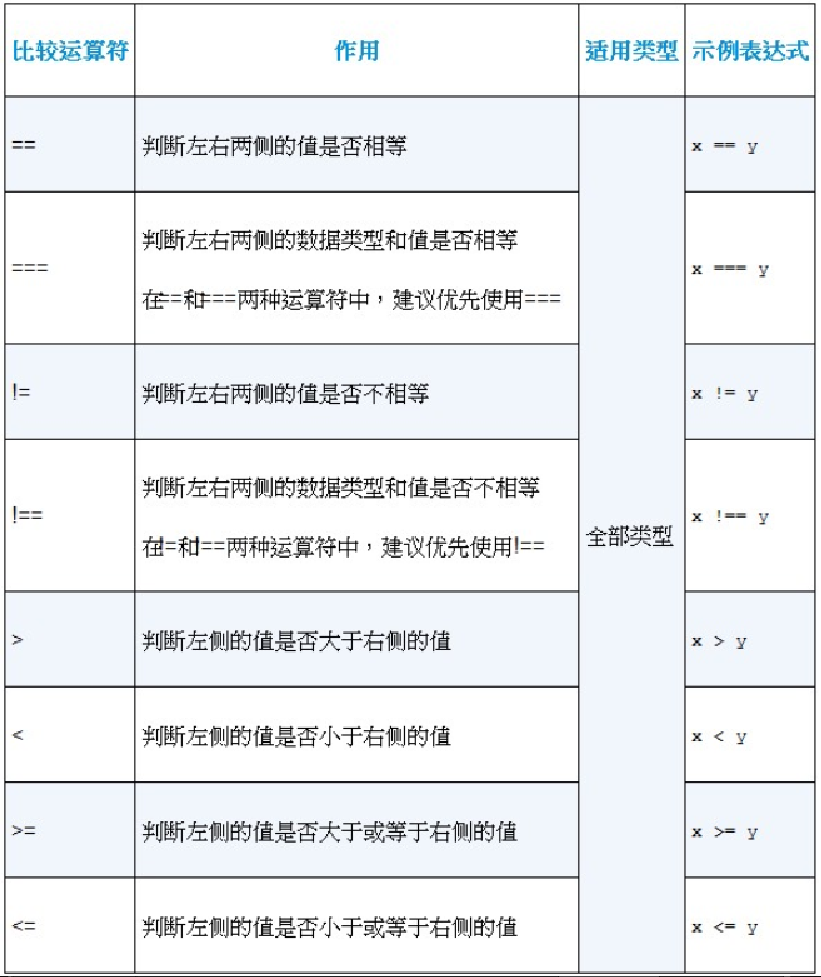 比较运算符 作用 适用类型 示例表达式
== 判断左右两侧的值是否相等 x == y
判断左右两侧的数据类型和值是否相等
=== x === y
在==和===两种运算符中，建议优先使用===
!= 判断左右两侧的值是否不相等 x != y
判断左右两侧的数据类型和值是否不相等
!== x !== y
全部类型
在!=和!==两种运算符中，建议优先使用!==
> 判断左侧的值是否大于右侧的值 x > y
< 判断左侧的值是否小于右侧的值 x < y
>= 判断左侧的值是否大于或等于右侧的值 x >= y
<= 判断左侧的值是否小于或等于右侧的值 x <= y